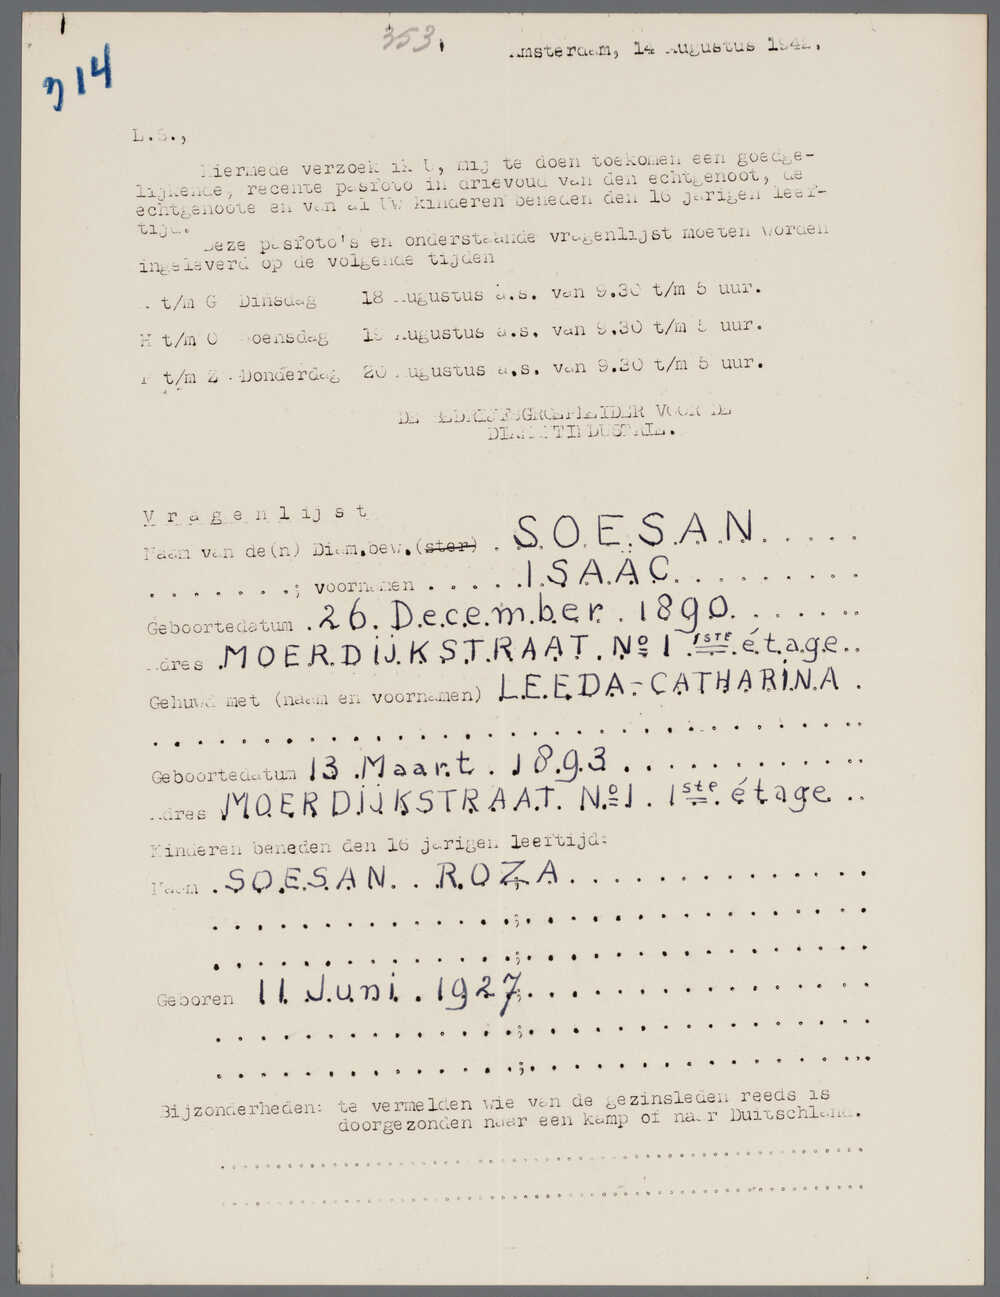 353.
Amsterdam, 14 Augustus 1942.
314
L.S.,
Hiermede verzoek ik U, mij te doen toekomen een goedge-
lijkende, recente pasfoto in drievoud van den echtgenoot, de
echtgenoote en van al Uw kinderen beneden den 16 jarigen leef-
tijd.
Deze pasfoto's en onderstaande vragenlijst moeten worden
ingeleverd op de volgende tijden
A t/m G Dinsdag 18 Augustus a.s. van 9.30 t/m 5 uur.
H t/m O Woensdag 19 Augustus a.s. van 9.30 t/m 5 uur.
P t/m Z Donderdag 20 Augustus a.s. van 9.30 t/m 5 uur.
DE BEDRIJFSGROEPLEIDER VOOR DE
DIAMANTINDUSTRIE.
Vragenlijst
Naam van de(n) Diam.bew.(ster) . SOESAN . . . . .
. . . . . . .; voornamen . . . . . ISAAC . . . . . . . .
Geboortedatum . 26 December 1890 . . . . . . .
Adres . MOERDIJKSTRAAT No 1 1STE étage . .
Gehuwd met (naam en voornamen) LEEDA-CATHARINA .
. . . . . . . . . . . . . . . . . . . . . . . . . . .
Geboortedatum 13 Maart . 1893 . . . . . . . . . .
Adres MOERDIJKSTRAAT No 1 . 1ste étage . .
Kinderen beneden den 16 jarigen leeftijd:
Naam . SOESAN . . ROZA . . . . . . . . . . . . .
. . . . . . . . . . . . . .; . . . . . . . . . . . . . . .
. . . . . . . . . . . . . .; . . . . . . . . . . . . . . .
Geboren 11 Juni . 1927; . . . . . . . . . . . . . . .
. . . . . . . . . . . . . .; . . . . . . . . . . . . . . .
. . . . . . . . . . . . . .; . . . . . . . . . . . . . . .
Bijzonderheden: te vermelden wie van de gezinsleden reeds is
doorgezonden naar een kamp of naar Duitschland.
. . . . . . . . . . . . . . . . . . . . . . . . . . . . . .
. . . . . . . . . . . . . . . . . . . . . . . . . . . . . .